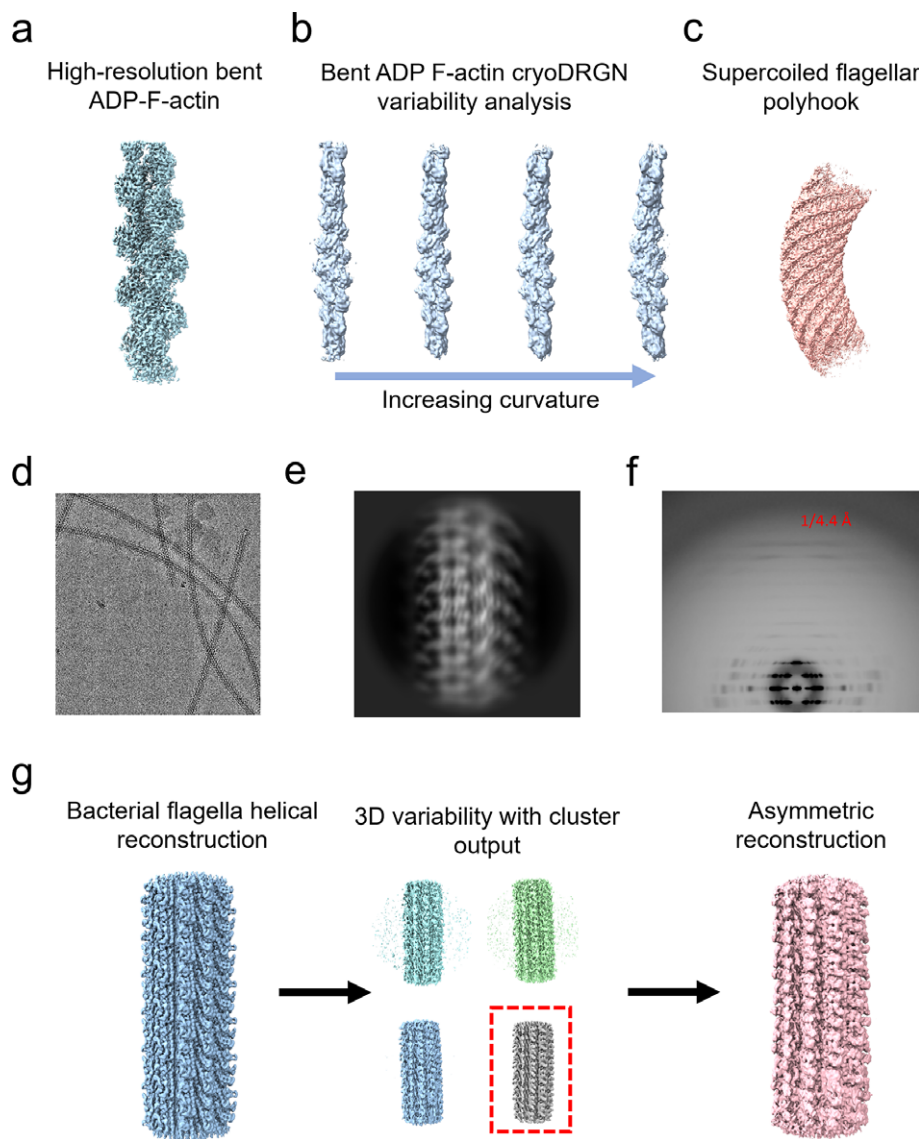 a
High-resolution bent
ADP-F-actin
b
Bent ADP F-actin cryoDRGN
variability analysis
Increasing curvature
c
Supercoiled flagellar
polyhook
d
e
f
1/4.4 Å
g
Bacterial flagella helical
reconstruction
3D variability with cluster
output
Asymmetric
reconstruction